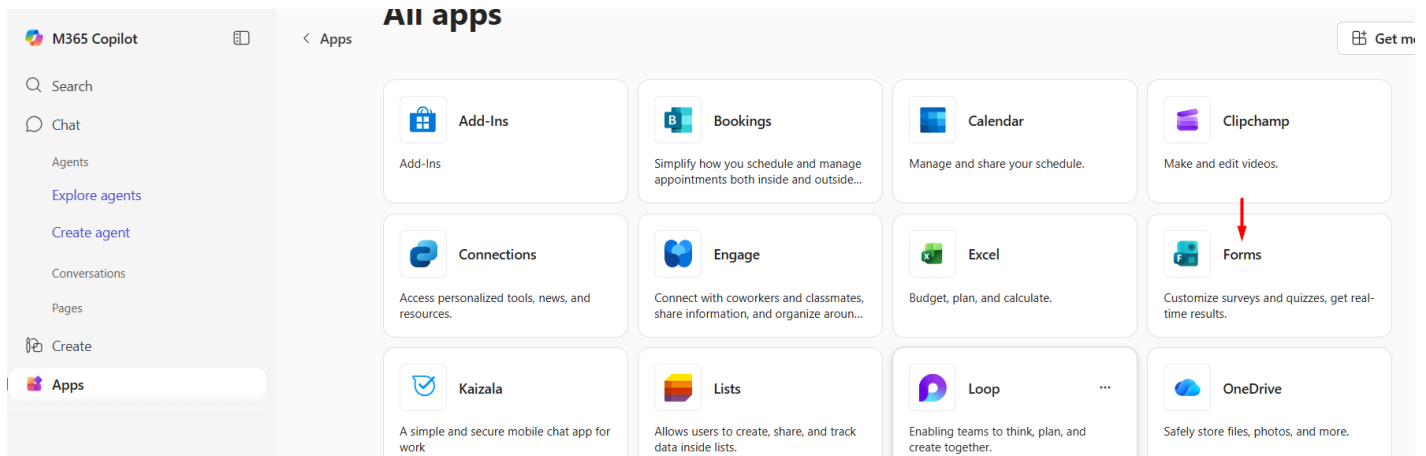 All apps
M365 Copilot
Apps
Get mo
Search
Chat
Agents
Explore agents
Create agent
Conversations
Pages
Create
Apps
Add-Ins
Add-Ins
Bookings
Simplify how you schedule and manage
appointments both inside and outside...
Calendar
Manage and share your schedule.
Clipchamp
Make and edit videos.
Connections
Access personalized tools, news, and
resources.
Engage
Connect with coworkers and classmates,
share information, and organize aroun...
Excel
Budget, plan, and calculate.
Forms
Customize surveys and quizzes, get real-
time results.
Kaizala
A simple and secure mobile chat app for
work
Lists
Allows users to create, share, and track
data inside lists.
Loop
Enabling teams to think, plan, and
create together.
OneDrive
Safely store files, photos, and more.